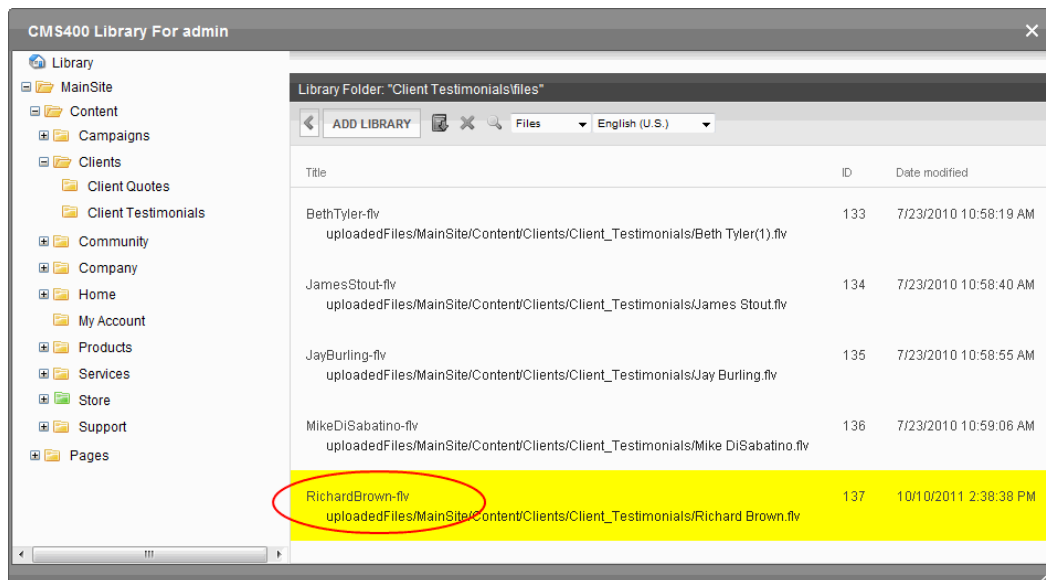 CMS400 Library For admin
Library
MainSite
Content
Campaigns
Clients
Client Quotes
Client Testimonials
Community
Company
Home
My Account
Products
Services
Store
Support
Pages
Library Folder: "Client Testimonials\files"
ADD LIBRARY Files English (U.S.)
Title ID Date modified
BethTyler-flv 133 7/23/2010 10:58:19 AM
uploadedFiles/MainSite/Content/Clients/Client_Testimonials/Beth Tyler(1).flv
JamesStout-flv 134 7/23/2010 10:58:40 AM
uploadedFiles/MainSite/Content/Clients/Client_Testimonials/James Stout.flv
JayBurling-flv 135 7/23/2010 10:58:55 AM
uploadedFiles/MainSite/Content/Clients/Client_Testimonials/Jay Burling.flv
MikeDiSabatino-flv 136 7/23/2010 10:59:06 AM
uploadedFiles/MainSite/Content/Clients/Client_Testimonials/Mike DiSabatino.flv
RichardBrown-flv 137 10/10/2011 2:38:38 PM
uploadedFiles/MainSite/Content/Clients/Client_Testimonials/Richard Brown.flv